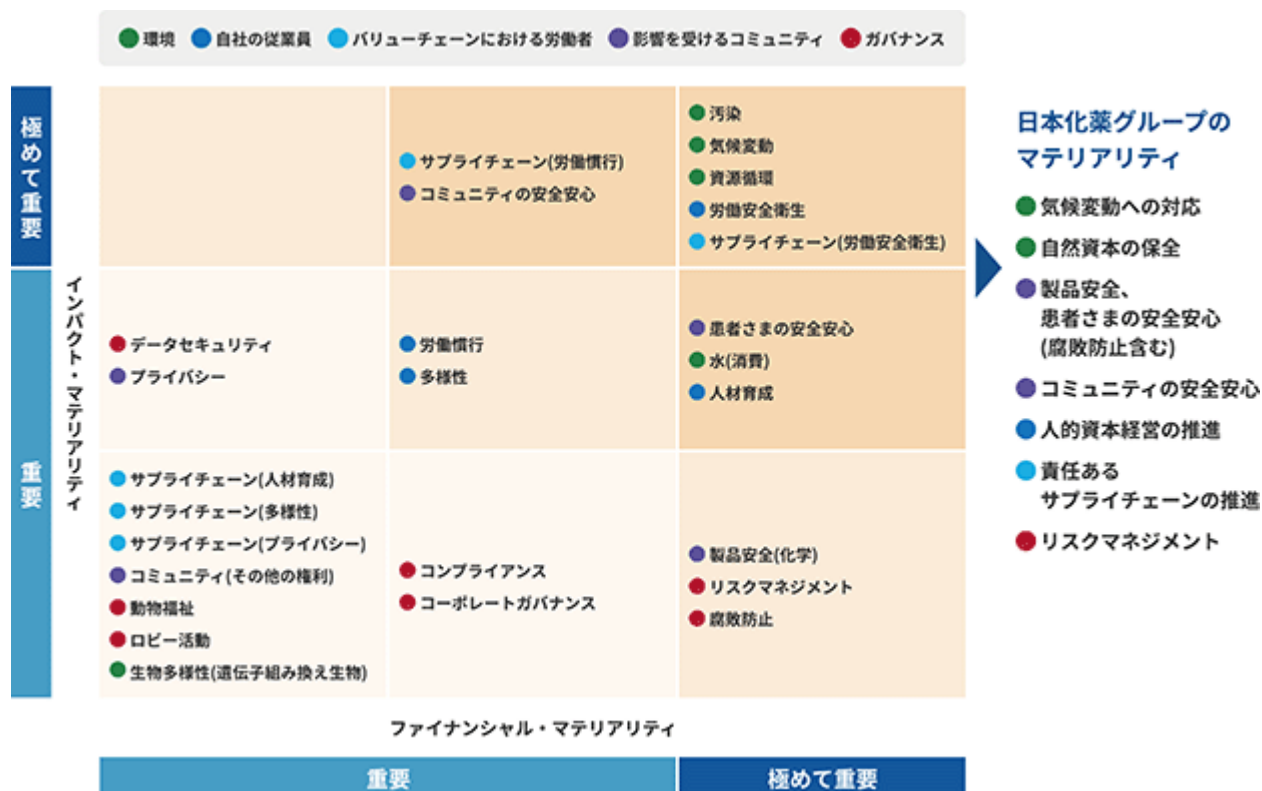 環境
自社の従業員
バリューチェーンにおける労働者
影響を受けるコミュニティ
ガバナンス
極めて重要
重要
インパクト・マテリアリティ
サプライチェーン(労働慣行)
コミュニティの安全安心
汚染
気候変動
資源循環
労働安全衛生
サプライチェーン(労働安全衛生)
データセキュリティ
プライバシー
労働慣行
多様性
患者さまの安全安心
水(消費)
人材育成
サプライチェーン(人材育成)
サプライチェーン(多様性)
サプライチェーン(プライバシー)
コミュニティ(その他の権利)
動物福祉
ロビー活動
生物多様性(遺伝子組み換え生物)
コンプライアンス
コーポレートガバナンス
製品安全(化学)
リスクマネジメント
腐敗防止
ファイナンシャル・マテリアリティ
重要
極めて重要
日本化薬グループの
マテリアリティ
気候変動への対応
自然資本の保全
製品安全、
患者さまの安全安心
(腐敗防止含む)
コミュニティの安全安心
人的資本経営の推進
責任ある
サプライチェーンの推進
リスクマネジメント